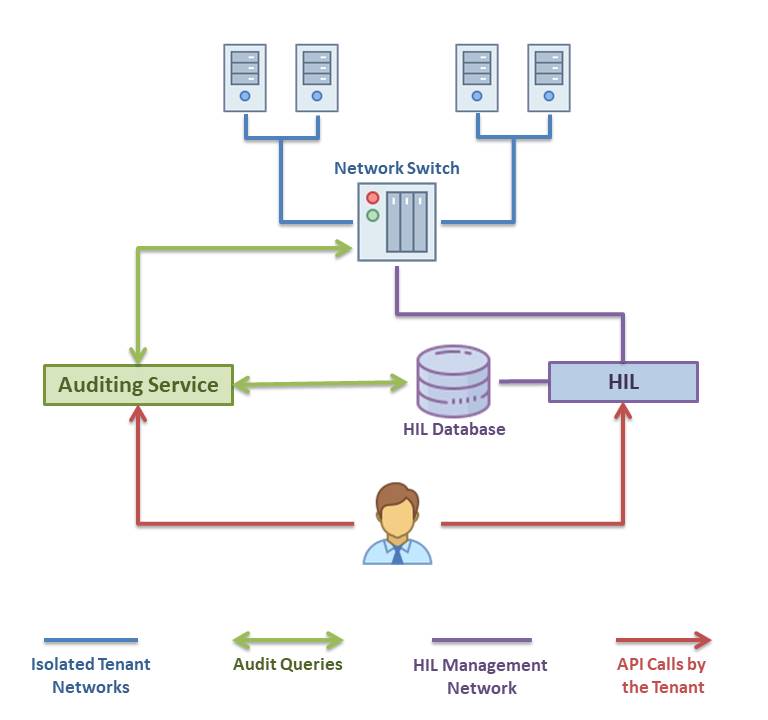 Network Switch
Auditing Service
HIL
HIL Database
Isolated Tenant
Networks
Audit Queries
HIL Management
Network
API Calls by
the Tenant